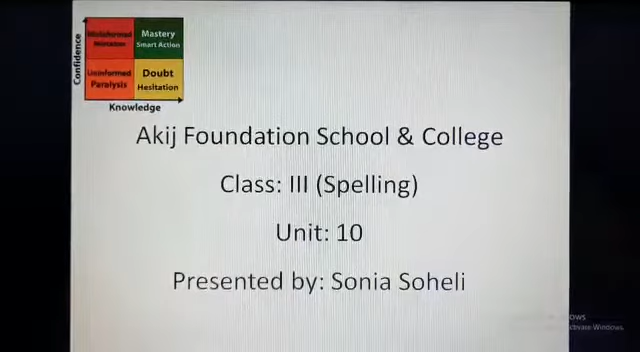 Mastery
Smart Action
Uninformed
Paralysis
Doubt
Hesitation
Confidence
Knowledge
Akij Foundation School & College
Class: III (Spelling)
Unit: 10
Presented by: Sonia Soheli